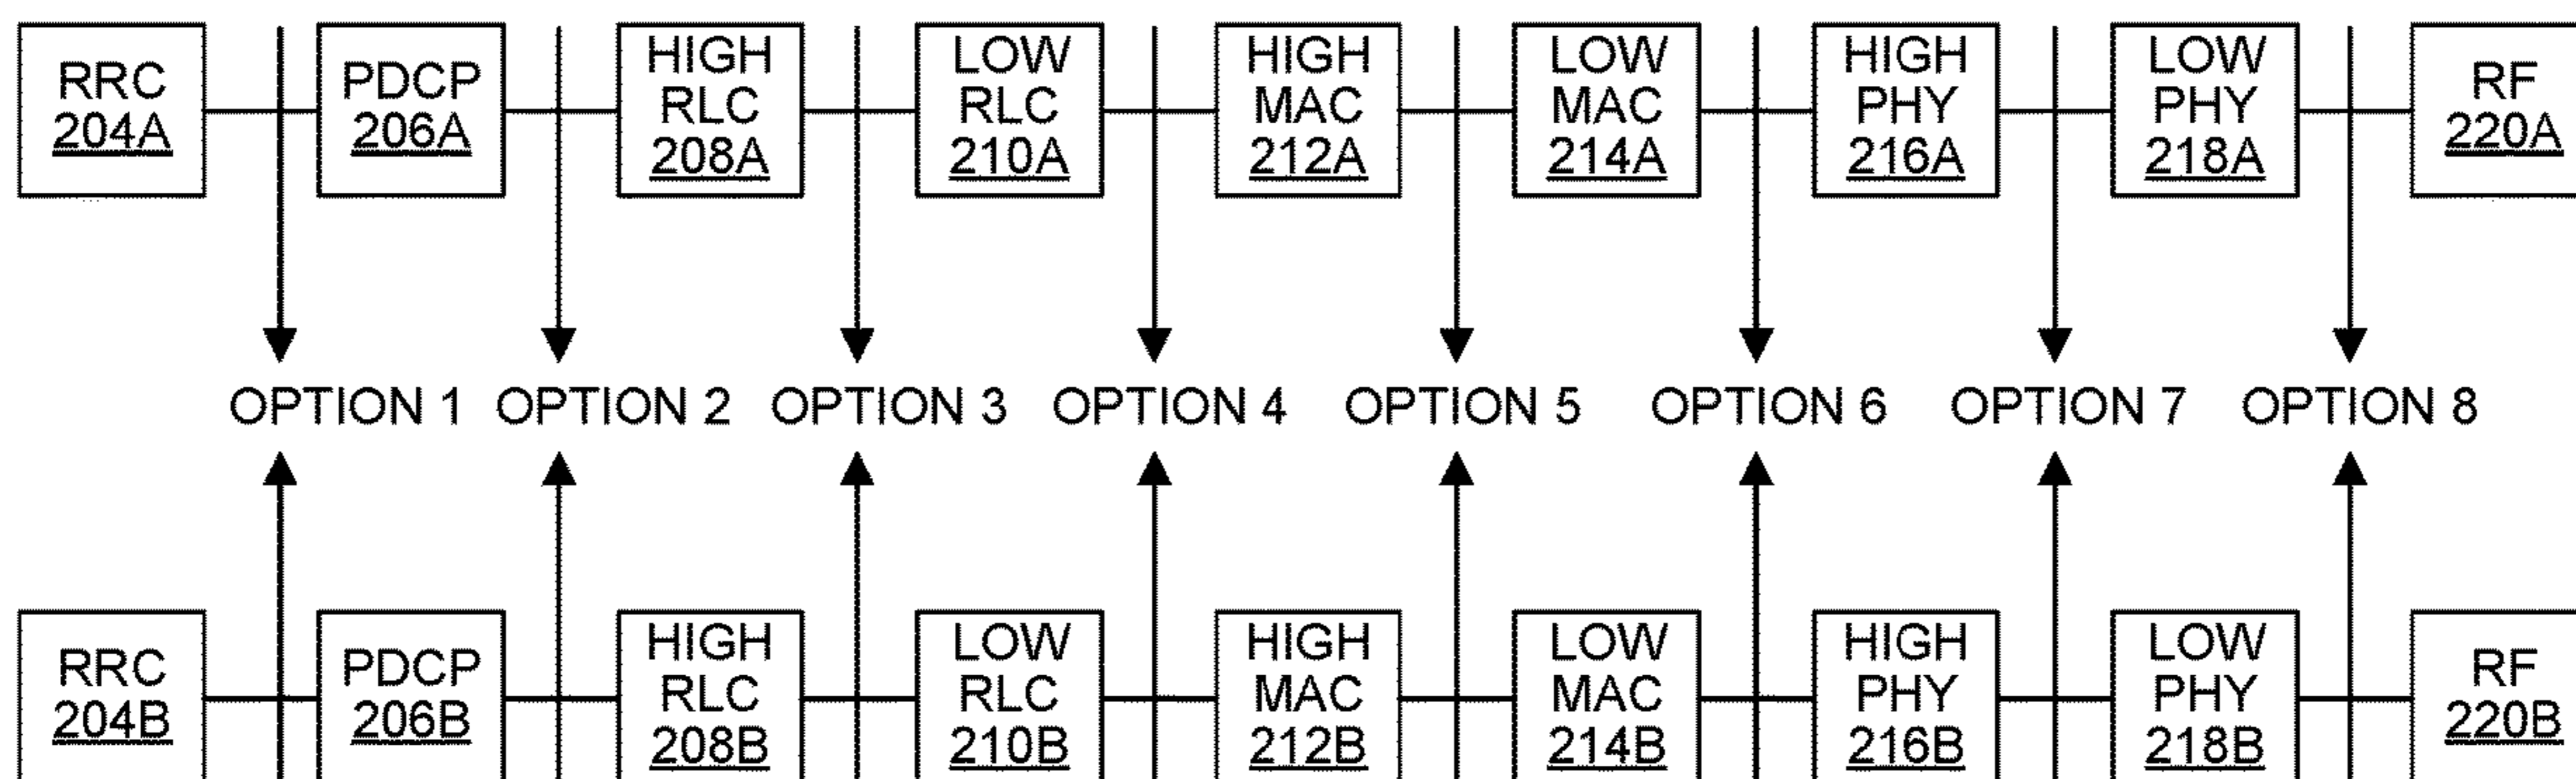 RRC
204A
PDCP
206A
HIGH
RLC
208A
LOW
RLC
210A
HIGH
MAC
212A
LOW
MAC
214A
HIGH
PHY
216A
LOW
PHY
218A
RF
220A
OPTION 1
OPTION 2
OPTION 3
OPTION 4
OPTION 5
OPTION 6
OPTION 7
OPTION 8
RRC
204B
PDCP
206B
HIGH
RLC
208B
LOW
RLC
210B
HIGH
MAC
212B
LOW
MAC
214B
HIGH
PHY
216B
LOW
PHY
218B
RF
220B